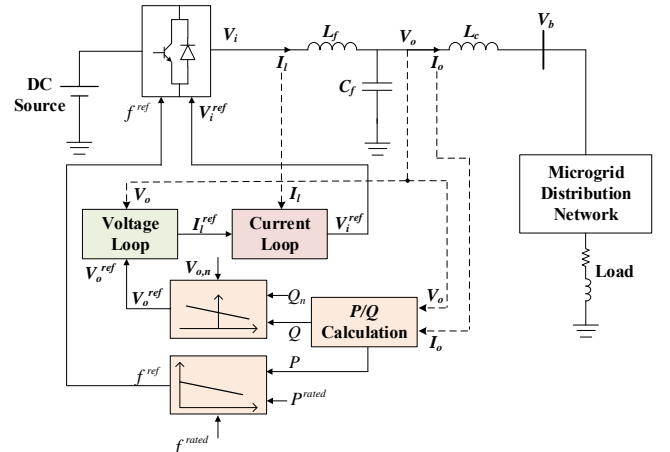 V_i
L_f
V_o
L_c
V_b
I_l
I_o
DC
Source
C_f
f^ref
V_i^ref
Microgrid
Distribution
Network
V_o
I_l
Voltage
Loop
I_l^ref
Current
Loop
V_i^ref
Load
V_o^ref
V_{o,n}
V_o^ref
Q_n
Q
P/Q
Calculation
V_o
I_o
f^ref
P
P^rated
f^rated